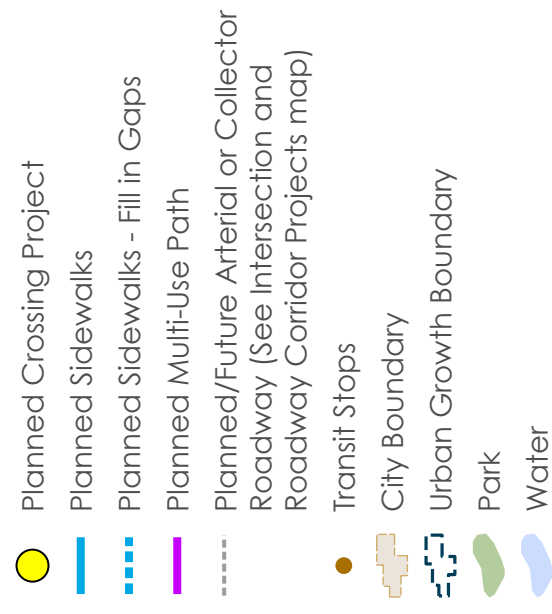 Planned Crossing Project
Planned Sidewalks
Planned Sidewalks - Fill in Gaps
Planned Multi-Use Path
Planned/Future Arterial or Collector
Roadway (See Intersection and
Roadway Corridor Projects map)
Transit Stops
City Boundary
Urban Growth Boundary
Park
Water